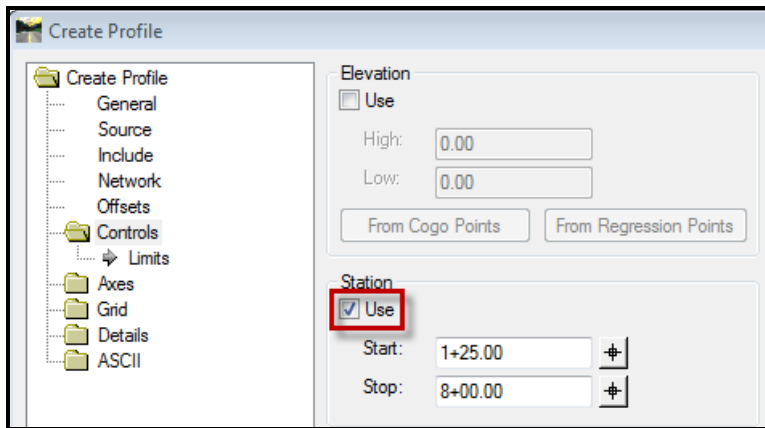 Create Profile
Create Profile
General
Source
Include
Network
Offsets
Controls
Limits
Axes
Grid
Details
ASCII
Elevation
Use
High: 0.00
Low: 0.00
From Cogo Points From Regression Points
Station
Use
Start: 1+25.00
Stop: 8+00.00